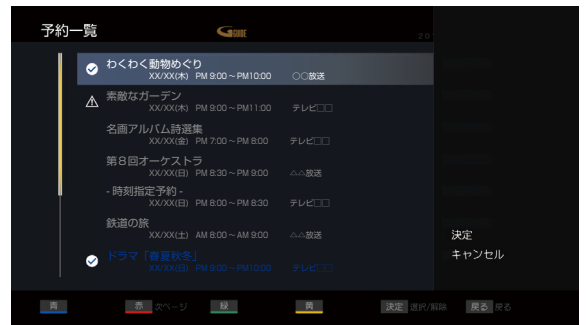 予約一覧
G GUIDE
20
わくわく動物めぐり
XX/XX(木) PM 9:00～PM10:00 ○○放送
素敵なガーデン
XX/XX(木) PM 9:00～PM11:00 テレビ□□
名画アルバム詩選集
XX/XX(金) PM 7:00～PM 8:00 テレビ□□
第8回オーケストラ
XX/XX(日) PM 8:30～PM 9:00 △△放送
- 時刻指定予約 -
XX/XX(日) PM 8:00～PM 8:30 テレビ□□
鉄道の旅
XX/XX(土) AM 8:00～AM 9:00 △△放送
ドラマ「春夏秋冬」
XX/XX(日) PM 9:00～PM10:00 テレビ□□
決定
キャンセル
青 赤 次ページ 緑 黄 決定 選択/解除 戻る 戻る